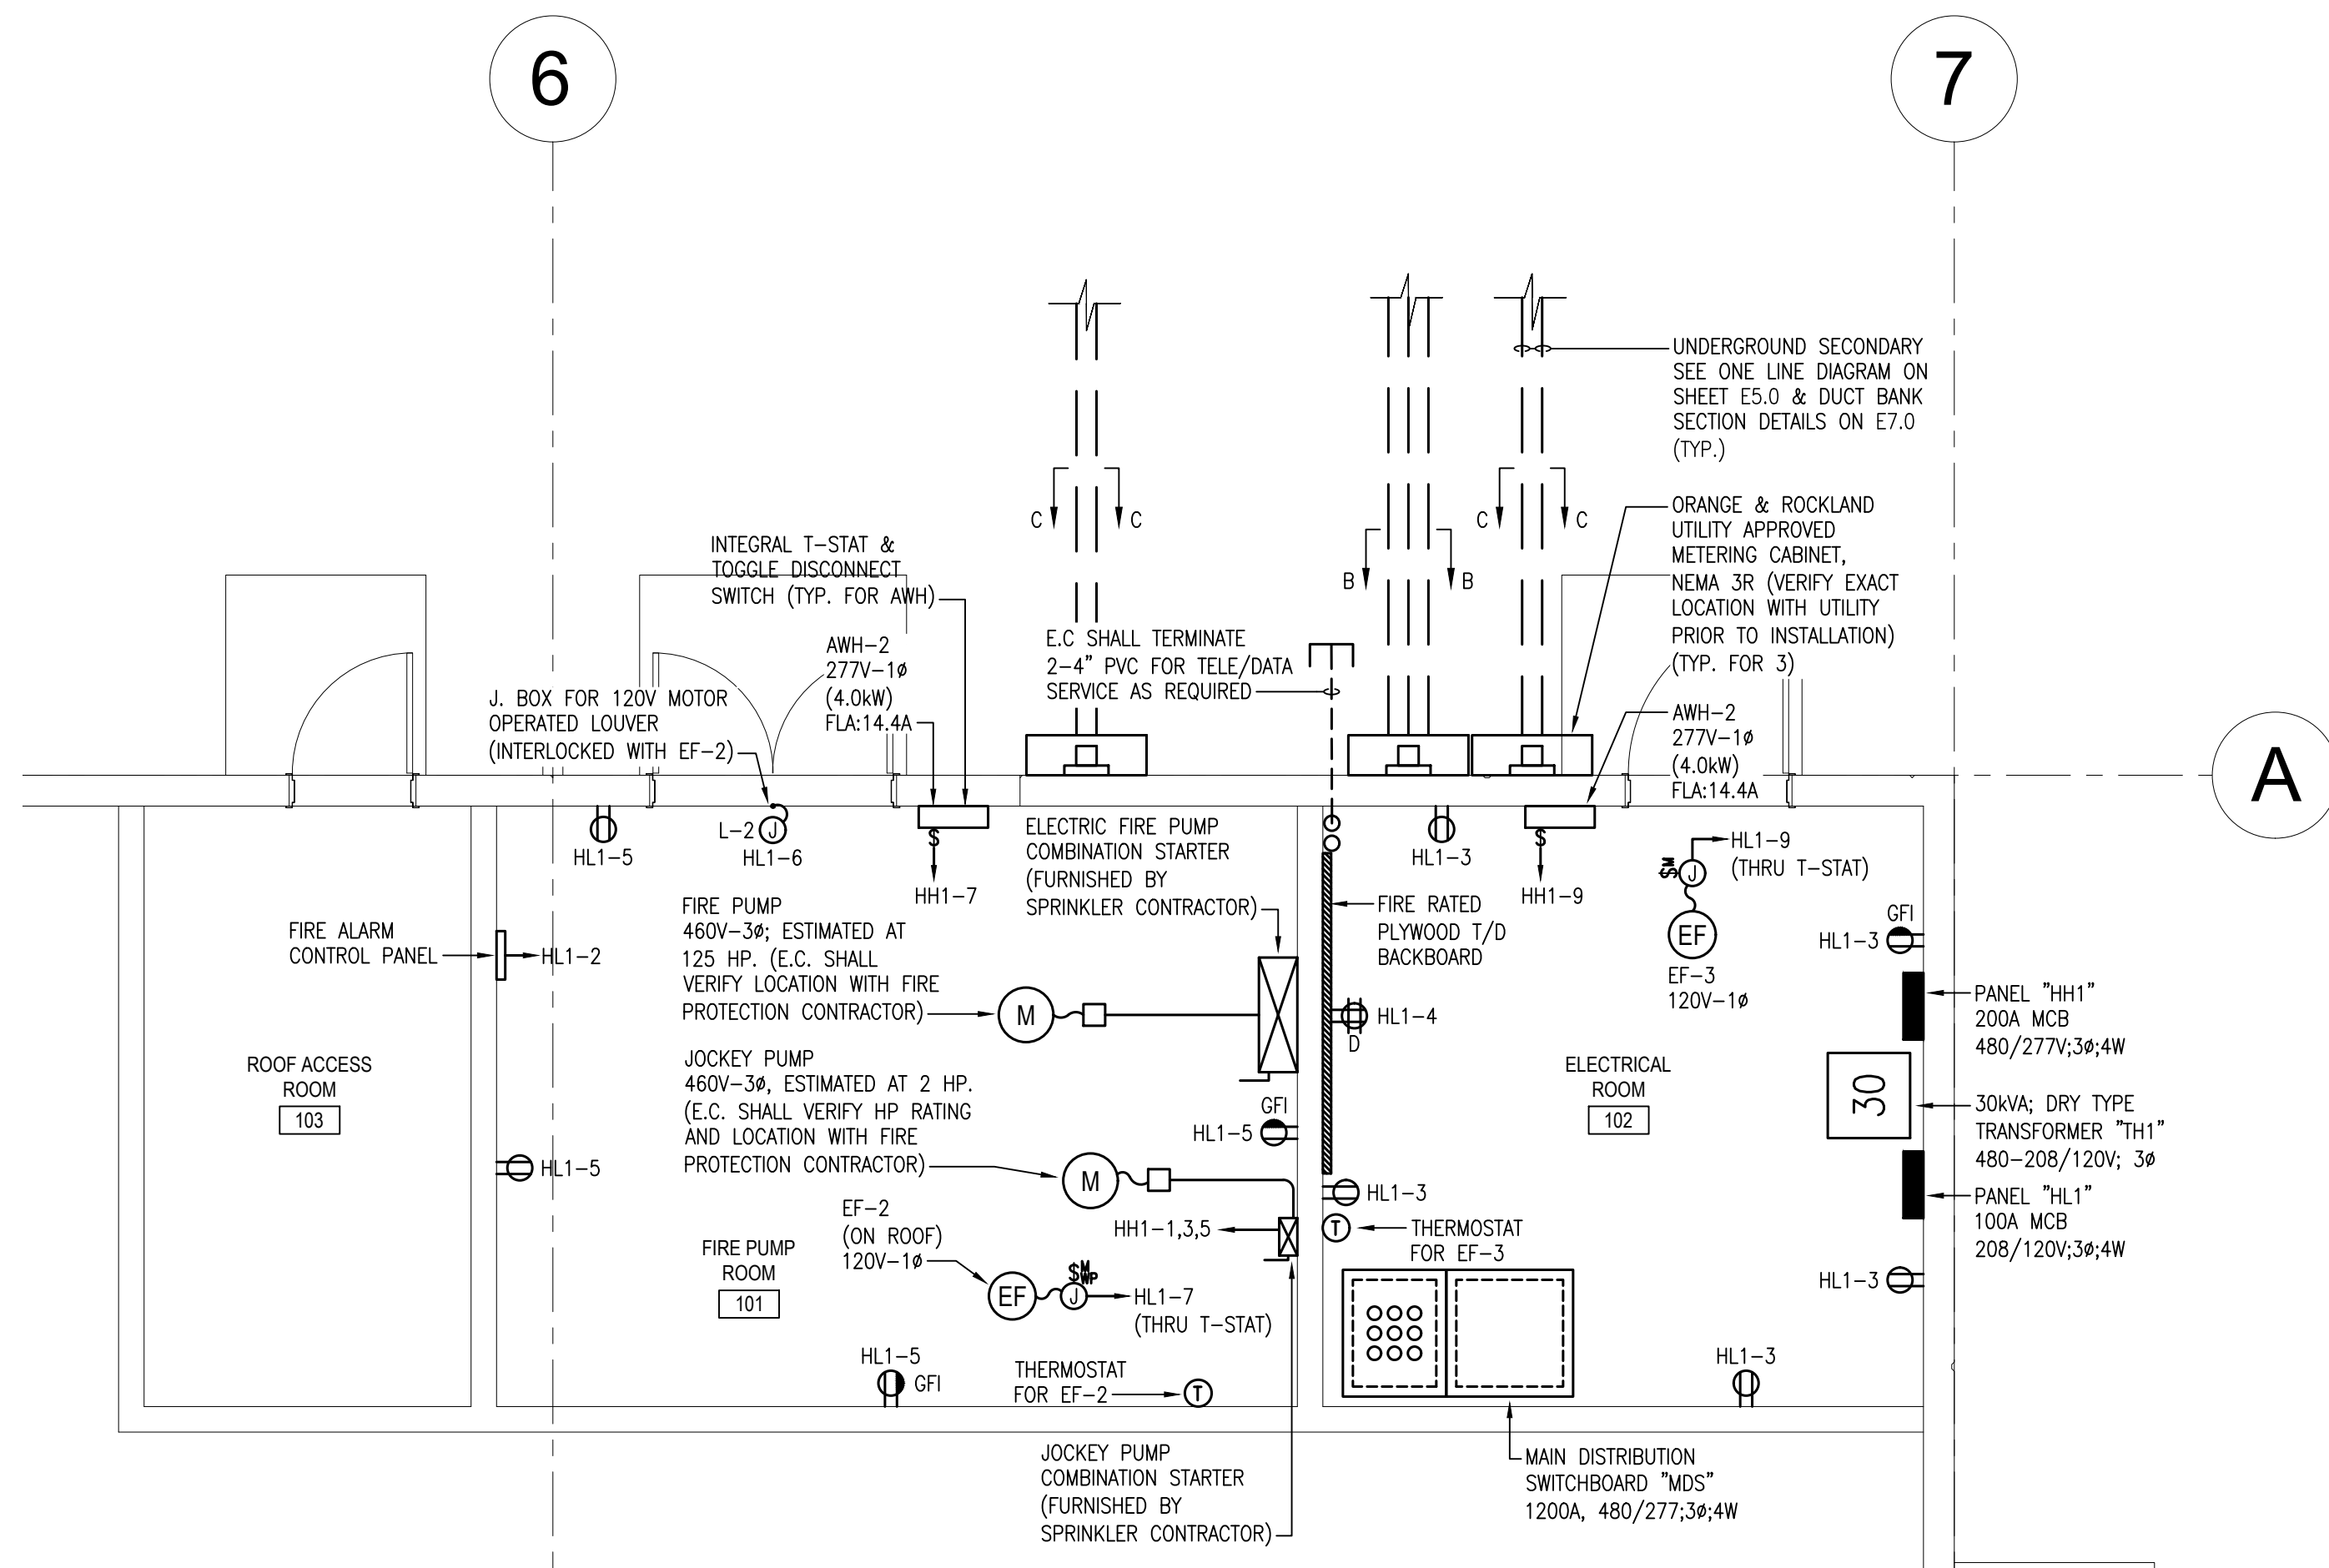 6
7
A
UNDERGROUND SECONDARY
SEE ONE LINE DIAGRAM ON
SHEET E5.0 & DUCT BANK
SECTION DETAILS ON E7.0
(TYP.)
C
C
B
B
C
C
ORANGE & ROCKLAND
UTILITY APPROVED
METERING CABINET,
NEMA 3R (VERIFY EXACT
LOCATION WITH UTILITY
PRIOR TO INSTALLATION)
(TYP. FOR 3)
INTEGRAL T-STAT &
TOGGLE DISCONNECT
SWITCH (TYP. FOR AWH)
AWH-2
277V-1ø
(4.0kW)
FLA:14.4A
J. BOX FOR 120V MOTOR
OPERATED LOUVER
(INTERLOCKED WITH EF-2)
E.C SHALL TERMINATE
2-4" PVC FOR TELE/DATA
SERVICE AS REQUIRED
AWH-2
277V-1ø
(4.0kW)
FLA:14.4A
HL1-5
L-2
J
HL1-6
$
HH1-7
ELECTRIC FIRE PUMP
COMBINATION STARTER
(FURNISHED BY
SPRINKLER CONTRACTOR)
HL1-3
$
HH1-9
HL1-9
(THRU T-STAT)
$M
J
EF
EF-3
120V-1ø
GFI
HL1-3
FIRE ALARM
CONTROL PANEL
HL1-2
FIRE PUMP
460V-3ø; ESTIMATED AT
125 HP. (E.C. SHALL
VERIFY LOCATION WITH FIRE
PROTECTION CONTRACTOR)
M
FIRE RATED
PLYWOOD T/D
BACKBOARD
HL1-4
D
PANEL "HH1"
200A MCB
480/277V;3ø;4W
ROOF ACCESS
ROOM
103
JOCKEY PUMP
460V-3ø, ESTIMATED AT 2 HP.
(E.C. SHALL VERIFY HP RATING
AND LOCATION WITH FIRE
PROTECTION CONTRACTOR)
M
GFI
HL1-5
ELECTRICAL
ROOM
102
30
30kVA; DRY TYPE
TRANSFORMER "TH1"
480-208/120V; 3ø
HL1-5
HL1-3
PANEL "HL1"
100A MCB
208/120V;3ø;4W
EF-2
(ON ROOF)
120V-1ø
HH1-1,3,5
T
THERMOSTAT
FOR EF-3
FIRE PUMP
ROOM
101
EF
$M
WP
J
HL1-7
(THRU T-STAT)
HL1-3
HL1-5
GFI
THERMOSTAT
FOR EF-2
T
HL1-3
JOCKEY PUMP
COMBINATION STARTER
(FURNISHED BY
SPRINKLER CONTRACTOR)
MAIN DISTRIBUTION
SWITCHBOARD "MDS"
1200A, 480/277;3ø;4W